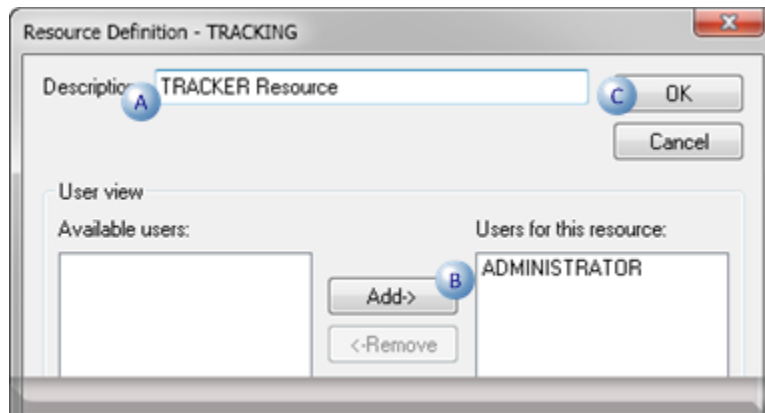 Resource Definition - TRACKING
Description
A
TRACKER Resource
C
OK
Cancel
User view
Available users:
Users for this resource:
ADMINISTRATOR
B
Add->
<-Remove